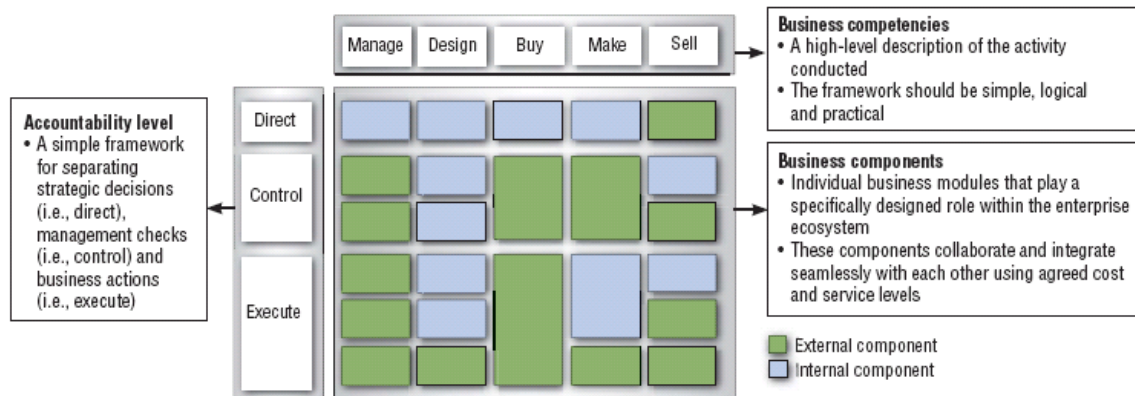 Manage Design Buy Make Sell
Business competencies
• A high-level description of the activity
conducted
• The framework should be simple, logical
and practical
Accountability level
• A simple framework
for separating
strategic decisions
(i.e., direct),
management checks
(i.e., control) and
business actions
(i.e., execute)
Direct
Control
Execute
Business components
• Individual business modules that play a
specifically designed role within the enterprise
ecosystem
• These components collaborate and integrate
seamlessly with each other using agreed cost
and service levels
External component
Internal component